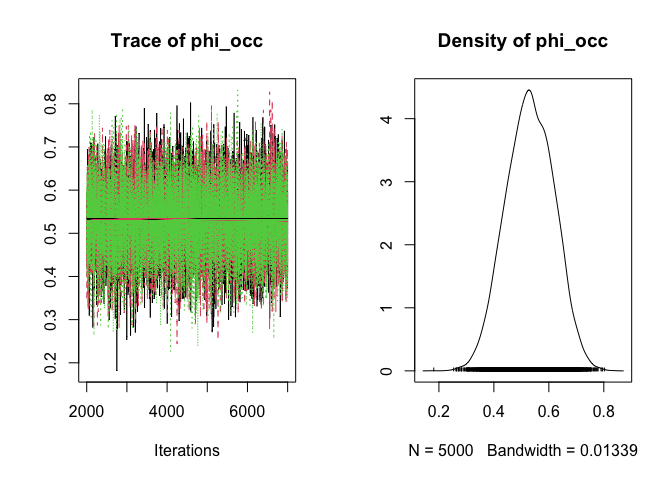 Trace of phi_occ
0.8
0.7
0.6
0.5
0.4
0.3
0.2
2000 4000 6000
Iterations
Density of phi_occ
4
3
2
1
0
0.2 0.4 0.6 0.8
N = 5000 Bandwidth = 0.01339